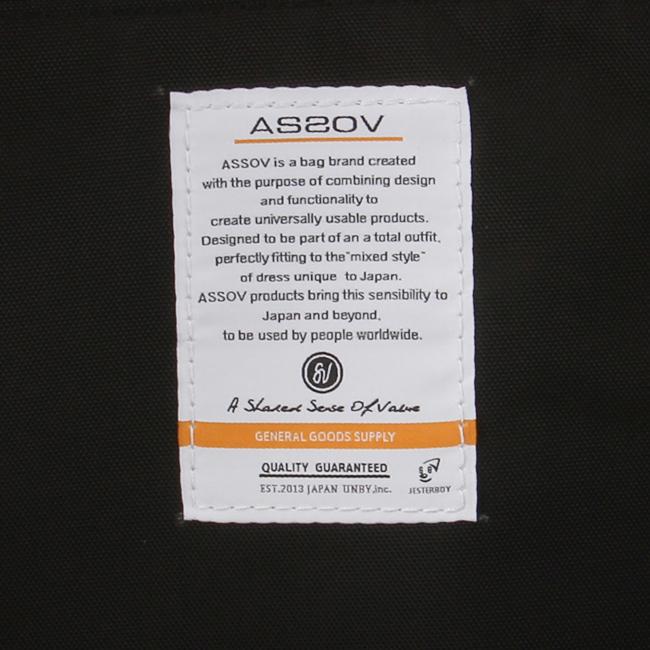 ASSOV
ASSOV is a bag brand created
with the purpose of combining design
and functionality to
create universally usable products.
Designed to be part of an a total outfit,
perfectly fitting to the "mixed style"
of dress unique to Japan.
ASSOV products bring this sensibility to
Japan and beyond,
to be used by people worldwide.
SV
A Shared Sense Of Value
GENERAL GOODS SUPPLY
QUALITY GUARANTEED
EST.2013 JAPAN UNBY,inc.
JESTERBOY